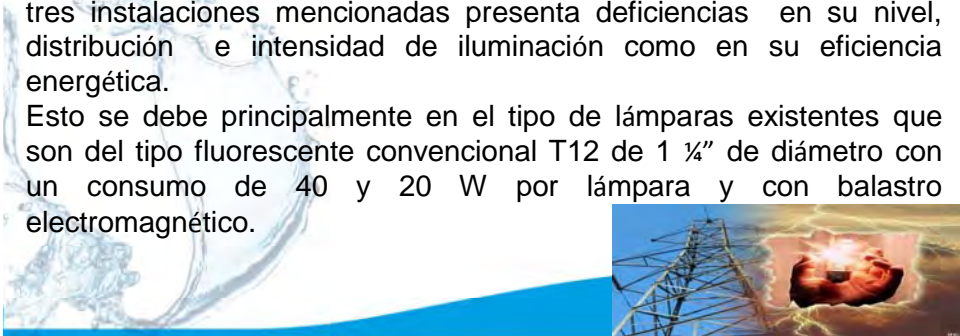 tres instalaciones mencionadas presenta deficiencias en su nivel,
distribución e intensidad de iluminación como en su eficiencia
energética.
Esto se debe principalmente en el tipo de lámparas existentes que
son del tipo fluorescente convencional T12 de 1 ¼” de diámetro con
un consumo de 40 y 20 W por lámpara y con balastro
electromagnético.